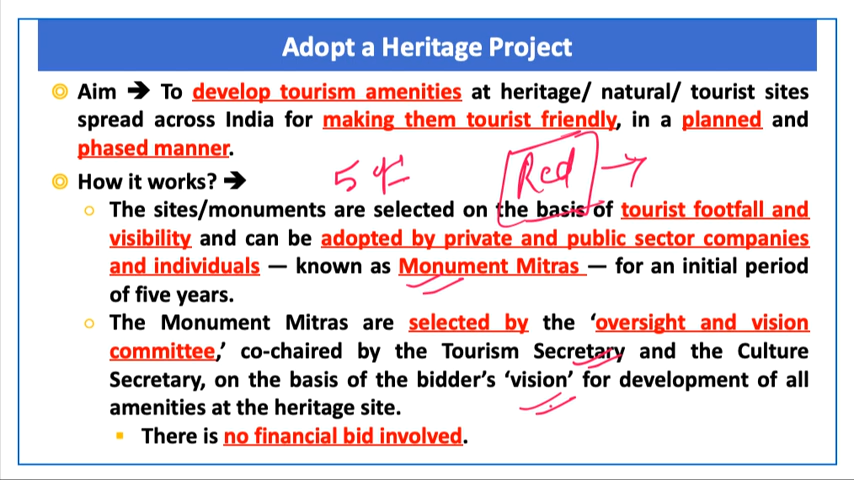 Adopt a Heritage Project
Aim ➔ To develop tourism amenities at heritage/ natural/ tourist sites
spread across India for making them tourist friendly, in a planned and
phased manner.
How it works? ➔
5
Red →
The sites/monuments are selected on the basis of tourist footfall and
visibility and can be adopted by private and public sector companies
and individuals — known as Monument Mitras — for an initial period
of five years.
The Monument Mitras are selected by the ‘oversight and vision
committee,’ co-chaired by the Tourism Secretary and the Culture
Secretary, on the basis of the bidder’s ‘vision’ for development of all
amenities at the heritage site.
There is no financial bid involved.